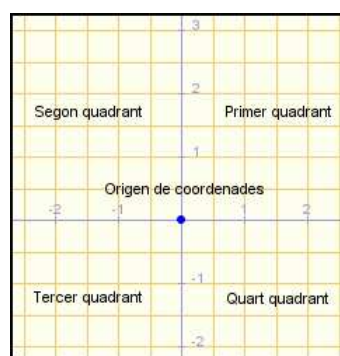 3
2
Segon quadrant Primer quadrant
1
Origen de coordenades
-2 -1 1 2
-1
Tercer quadrant Quart quadrant
-2